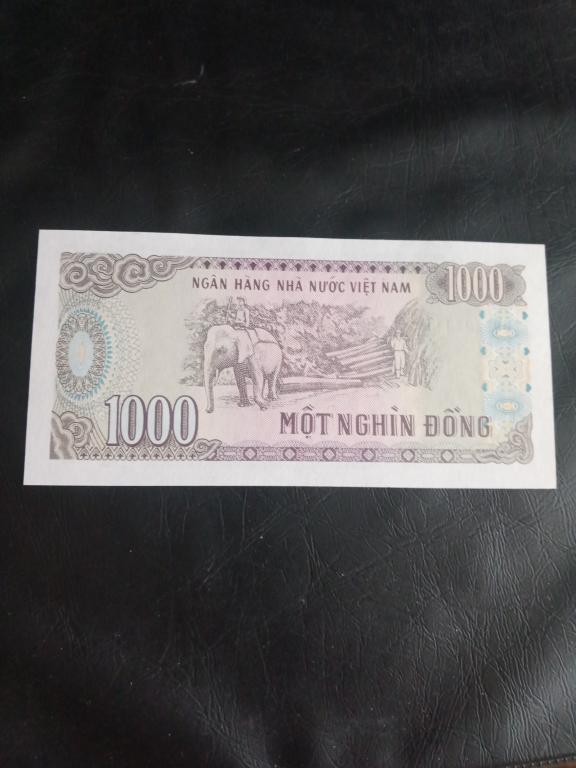 NGÂN HÀNG NHÀ NƯỚC VIỆT NAM
1000
1000
MỘT NGHÌN ĐỒNG